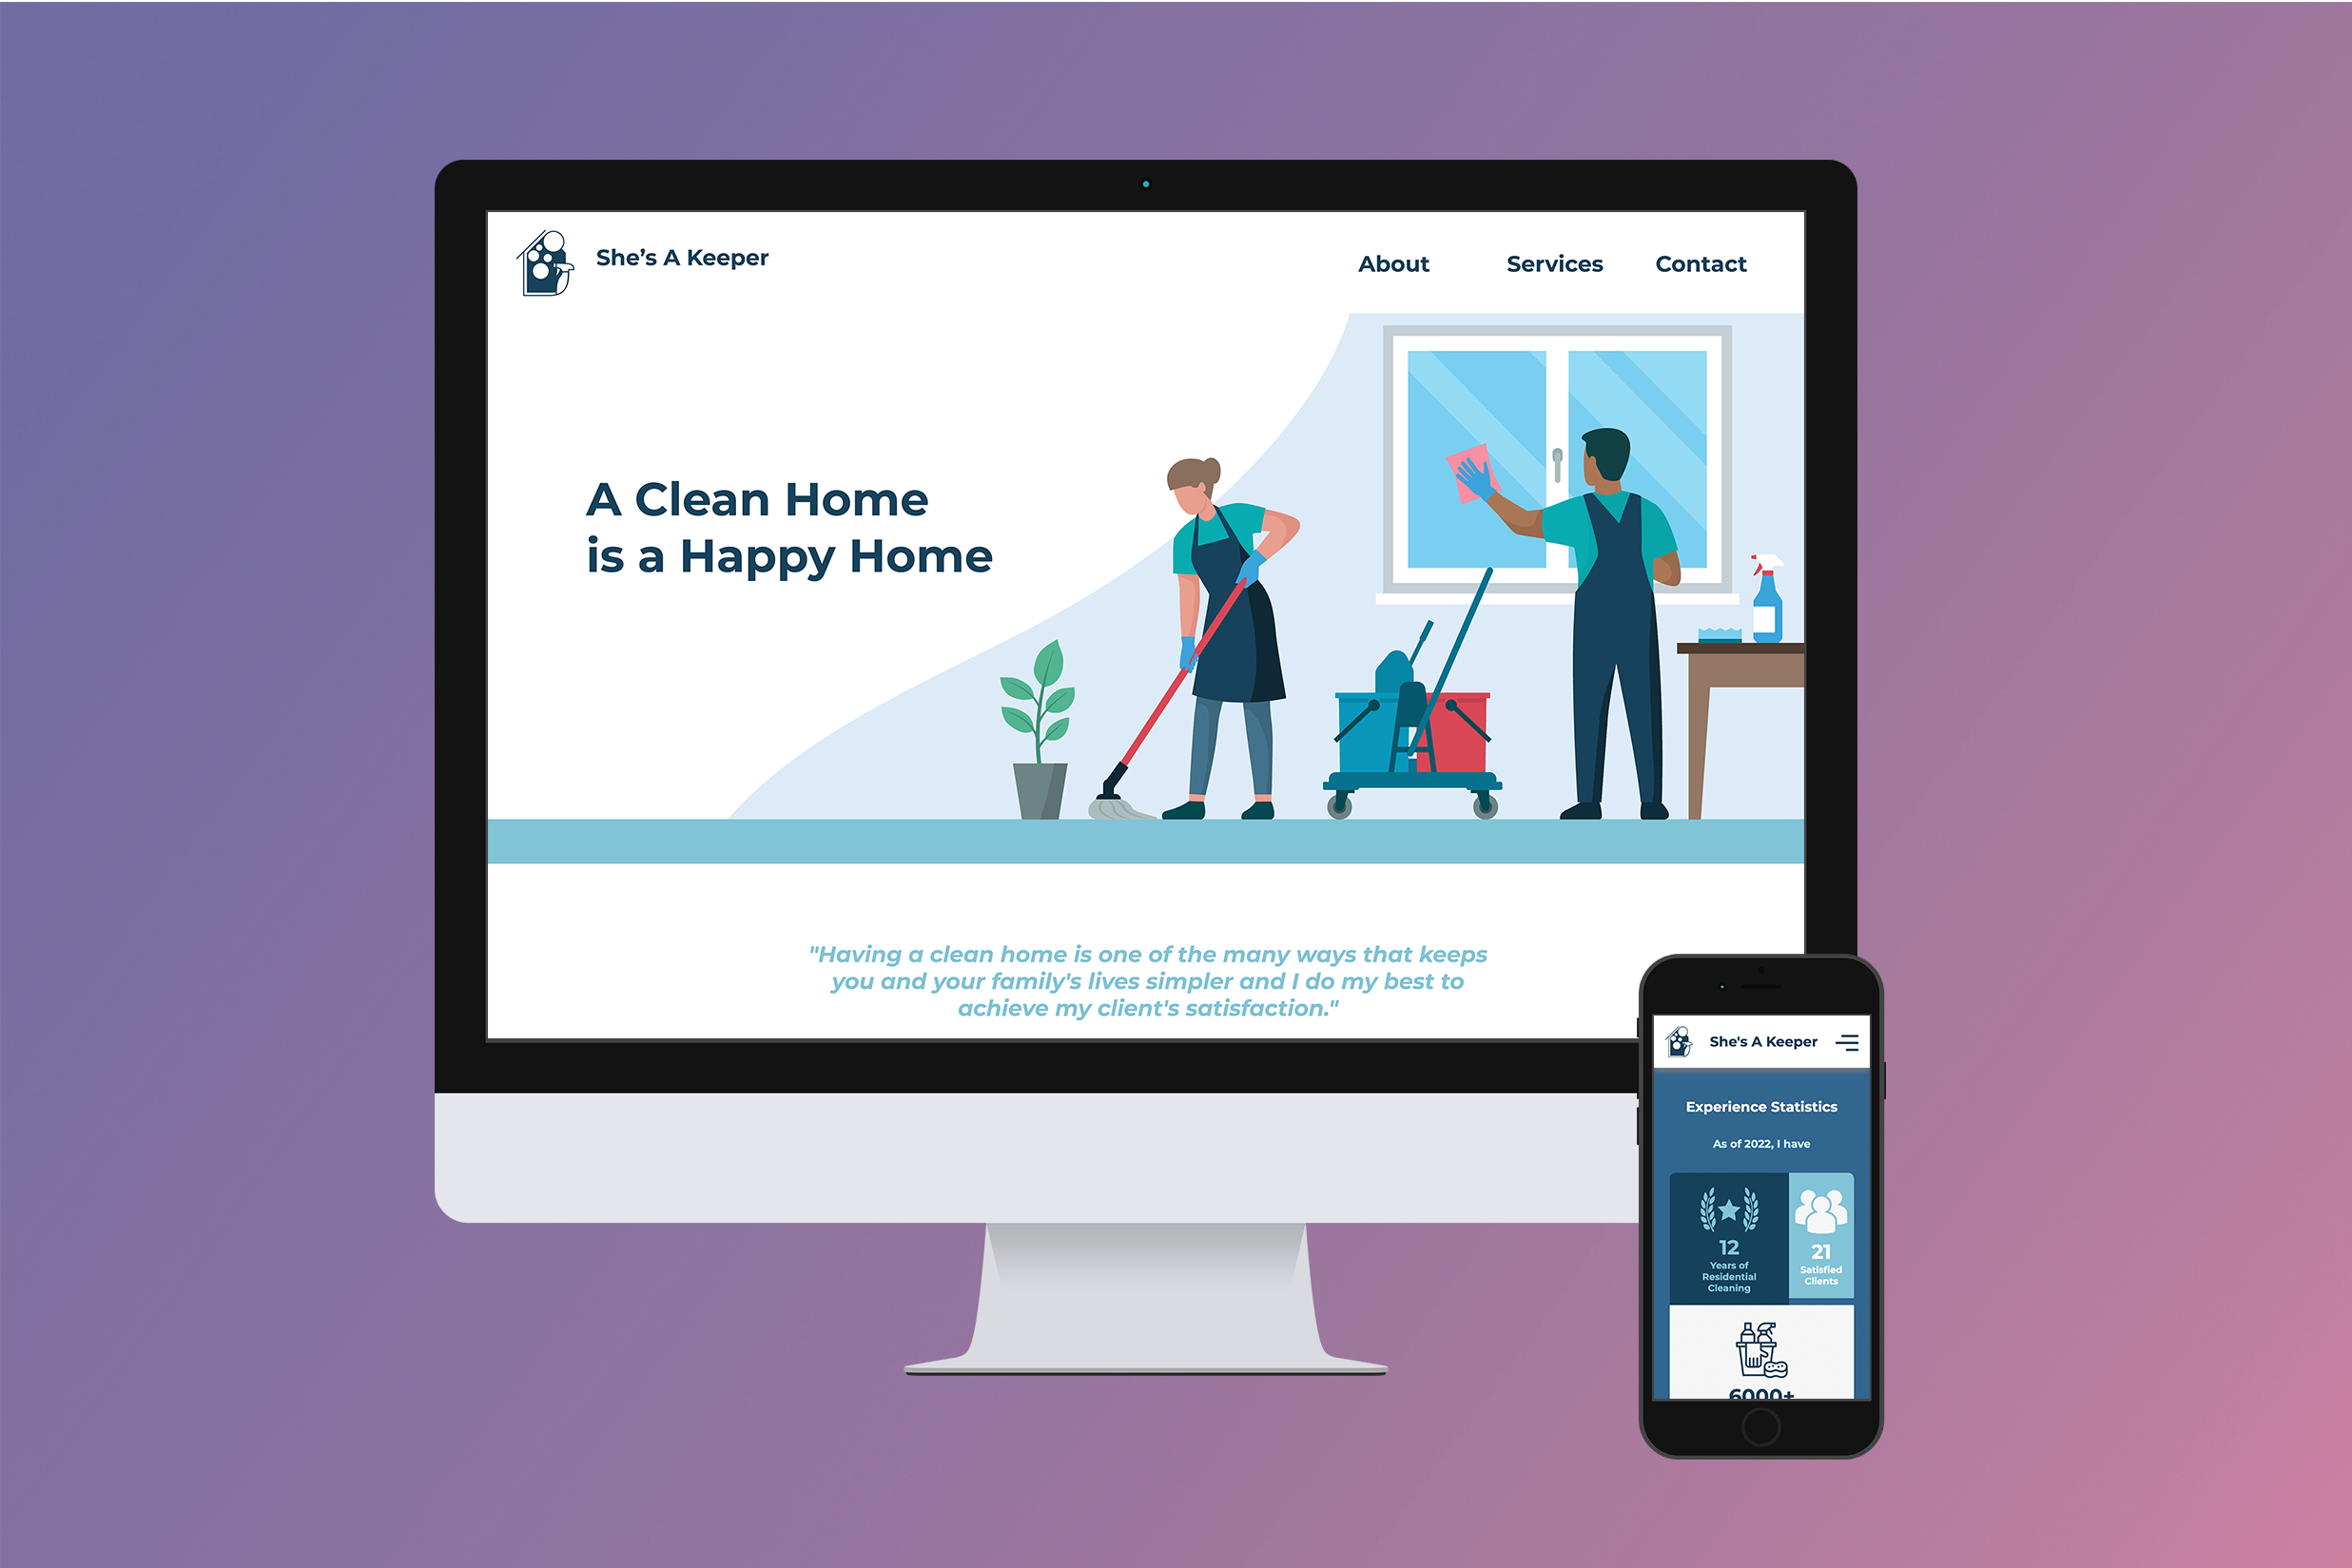 She’s A Keeper
About Services Contact
A Clean Home
is a Happy Home
"Having a clean home is one of the many ways that keeps
you and your family's lives simpler and I do my best to
achieve my client's satisfaction."
She's A Keeper
Experience Statistics
As of 2022, I have
12
Years of
Residential
Cleaning
21
Satisfied
Clients
6000+